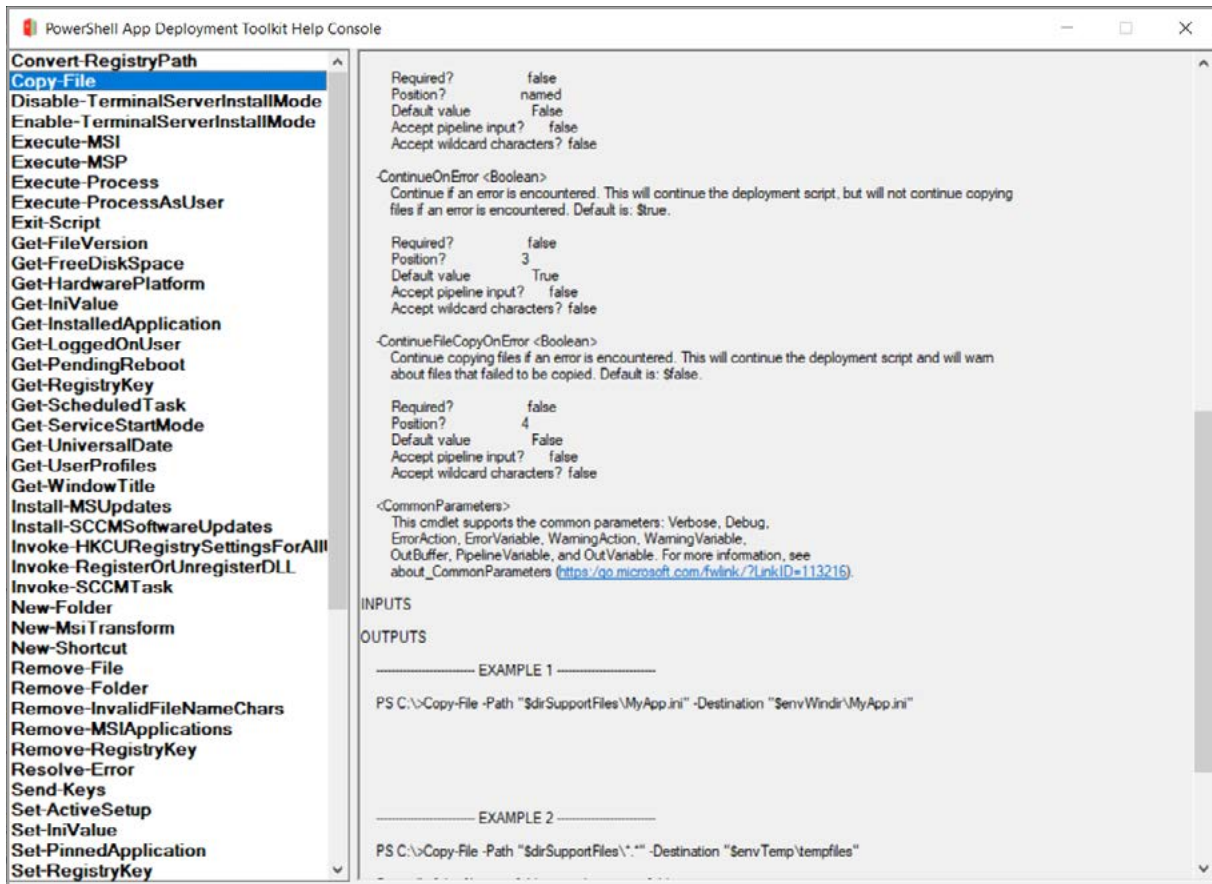 PowerShell App Deployment Toolkit Help Console
Convert-RegistryPath
Copy-File
Disable-TerminalServerInstallMode
Enable-TerminalServerInstallMode
Execute-MSI
Execute-MSP
Execute-Process
Execute-ProcessAsUser
Exit-Script
Get-FileVersion
Get-FreeDiskSpace
Get-HardwarePlatform
Get-IniValue
Get-InstalledApplication
Get-LoggedOnUser
Get-PendingReboot
Get-RegistryKey
Get-ScheduledTask
Get-ServiceStartMode
Get-UniversalDate
Get-UserProfiles
Get-WindowTitle
Install-MSUpdates
Install-SCCMSoftwareUpdates
Invoke-HKCURegistrySettingsForAll
Invoke-RegisterOrUnregisterDLL
Invoke-SCCMTask
New-Folder
New-MsiTransform
New-Shortcut
Remove-File
Remove-Folder
Remove-InvalidFileNameChars
Remove-MSIApplications
Remove-RegistryKey
Resolve-Error
Send-Keys
Set-ActiveSetup
Set-IniValue
Set-PinnedApplication
Set-RegistryKey
Required? false
Position? named
Default value False
Accept pipeline input? false
Accept wildcard characters? false
-ContinueOnError <Boolean>
Continue if an error is encountered. This will continue the deployment script, but will not continue copying
files if an error is encountered. Default is: $true.
Required? false
Position? 3
Default value True
Accept pipeline input? false
Accept wildcard characters? false
-ContinueFileCopyOnError <Boolean>
Continue copying files if an error is encountered. This will continue the deployment script and will warn
about files that failed to be copied. Default is: $false.
Required? false
Position? 4
Default value False
Accept pipeline input? false
Accept wildcard characters? false
<CommonParameters>
This cmdlet supports the common parameters: Verbose, Debug,
ErrorAction, ErrorVariable, WarningAction, WarningVariable,
OutBuffer, PipelineVariable, and OutVariable. For more information, see
about_CommonParameters (https:/go.microsoft.com/fwlink/?LinkID=113216).
INPUTS
OUTPUTS
-------------------------- EXAMPLE 1 --------------------------
PS C:\>Copy-File -Path "$dirSupportFiles\MyApp.ini" -Destination "$envWindir\MyApp.ini"
-------------------------- EXAMPLE 2 --------------------------
PS C:\>Copy-File -Path "$dirSupportFiles\*.*" -Destination "$envTemp\tempfiles"